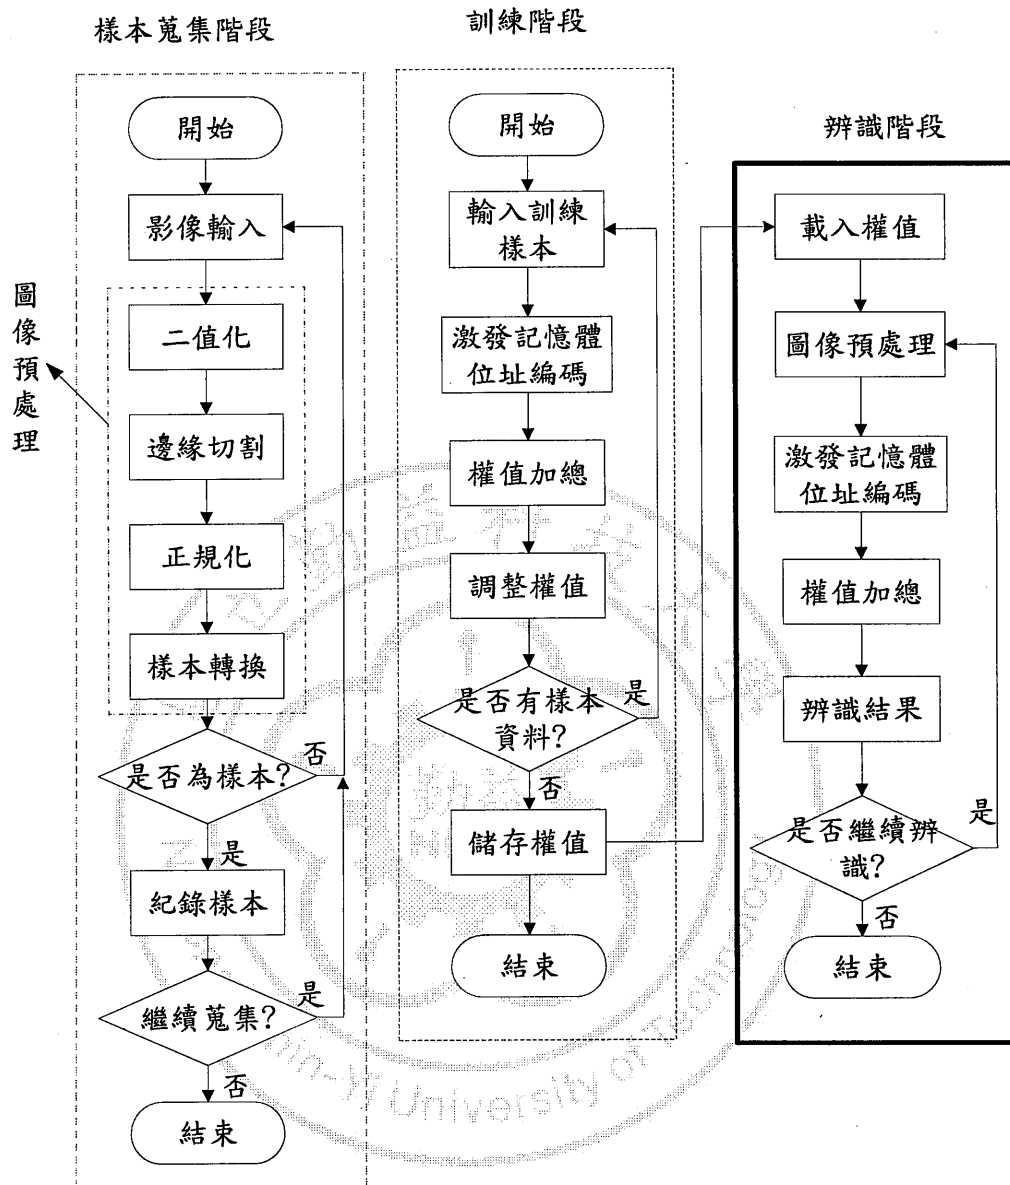 樣本蒐集階段
開始
影像輸入
圖像預處理
二值化
邊緣切割
正規化
樣本轉換
是否為樣本?
否
是
紀錄樣本
繼續蒐集?
是
否
結束
訓練階段
開始
輸入訓練
樣本
激發記憶體
位址編碼
權值加總
調整權值
是否有樣本
資料?
是
否
儲存權值
結束
辨識階段
載入權值
圖像預處理
激發記憶體
位址編碼
權值加總
辨識結果
是否繼續辨
識?
是
否
結束
University of Technology